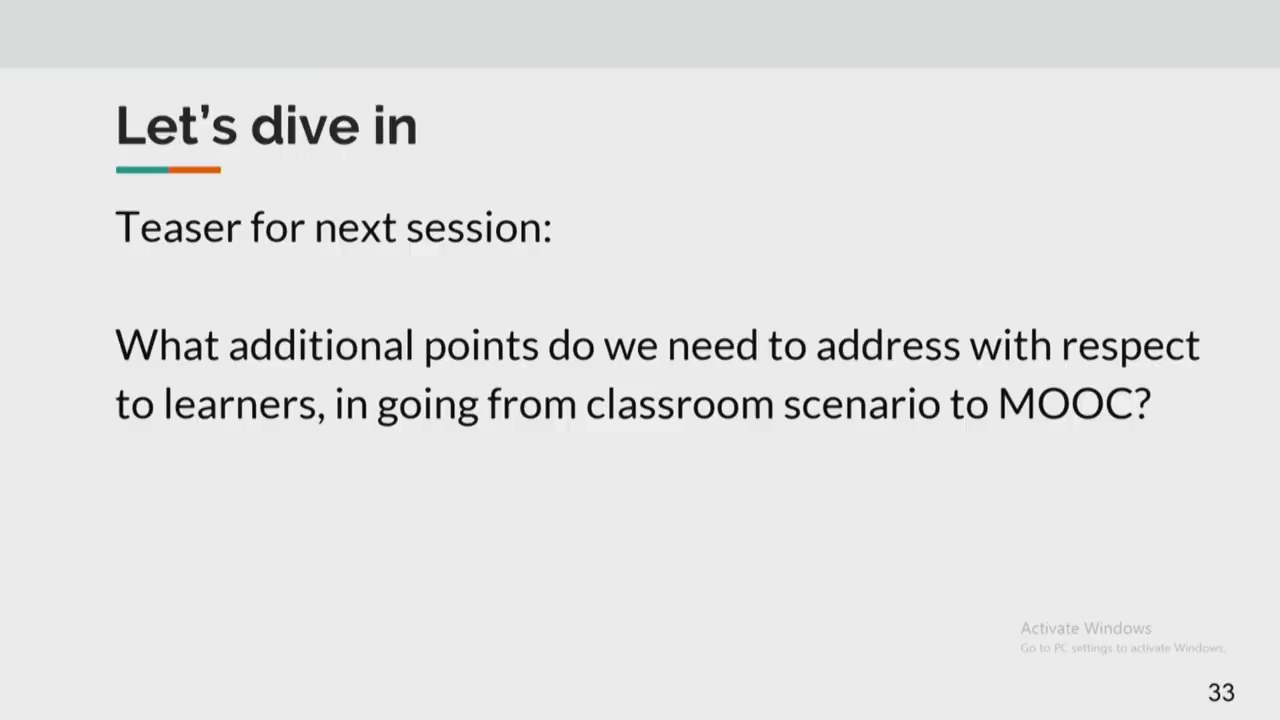 Let’s dive in
Teaser for next session:
What additional points do we need to address with respect
to learners, in going from classroom scenario to MOOC?
Activate Windows
Go to PC settings to activate Windows.
33